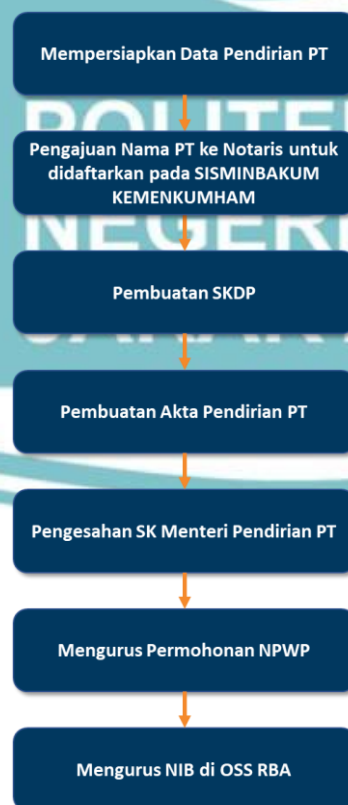 Mempersiapkan Data Pendirian PT
Pengajuan Nama PT ke Notaris untuk
didaftarkan pada SISMINBAKUM
KEMENKUMHAM
Pembuatan SKDP
Pembuatan Akta Pendirian PT
Pengesahan SK Menteri Pendirian PT
Mengurus Permohonan NPWP
Mengurus NIB di OSS RBA